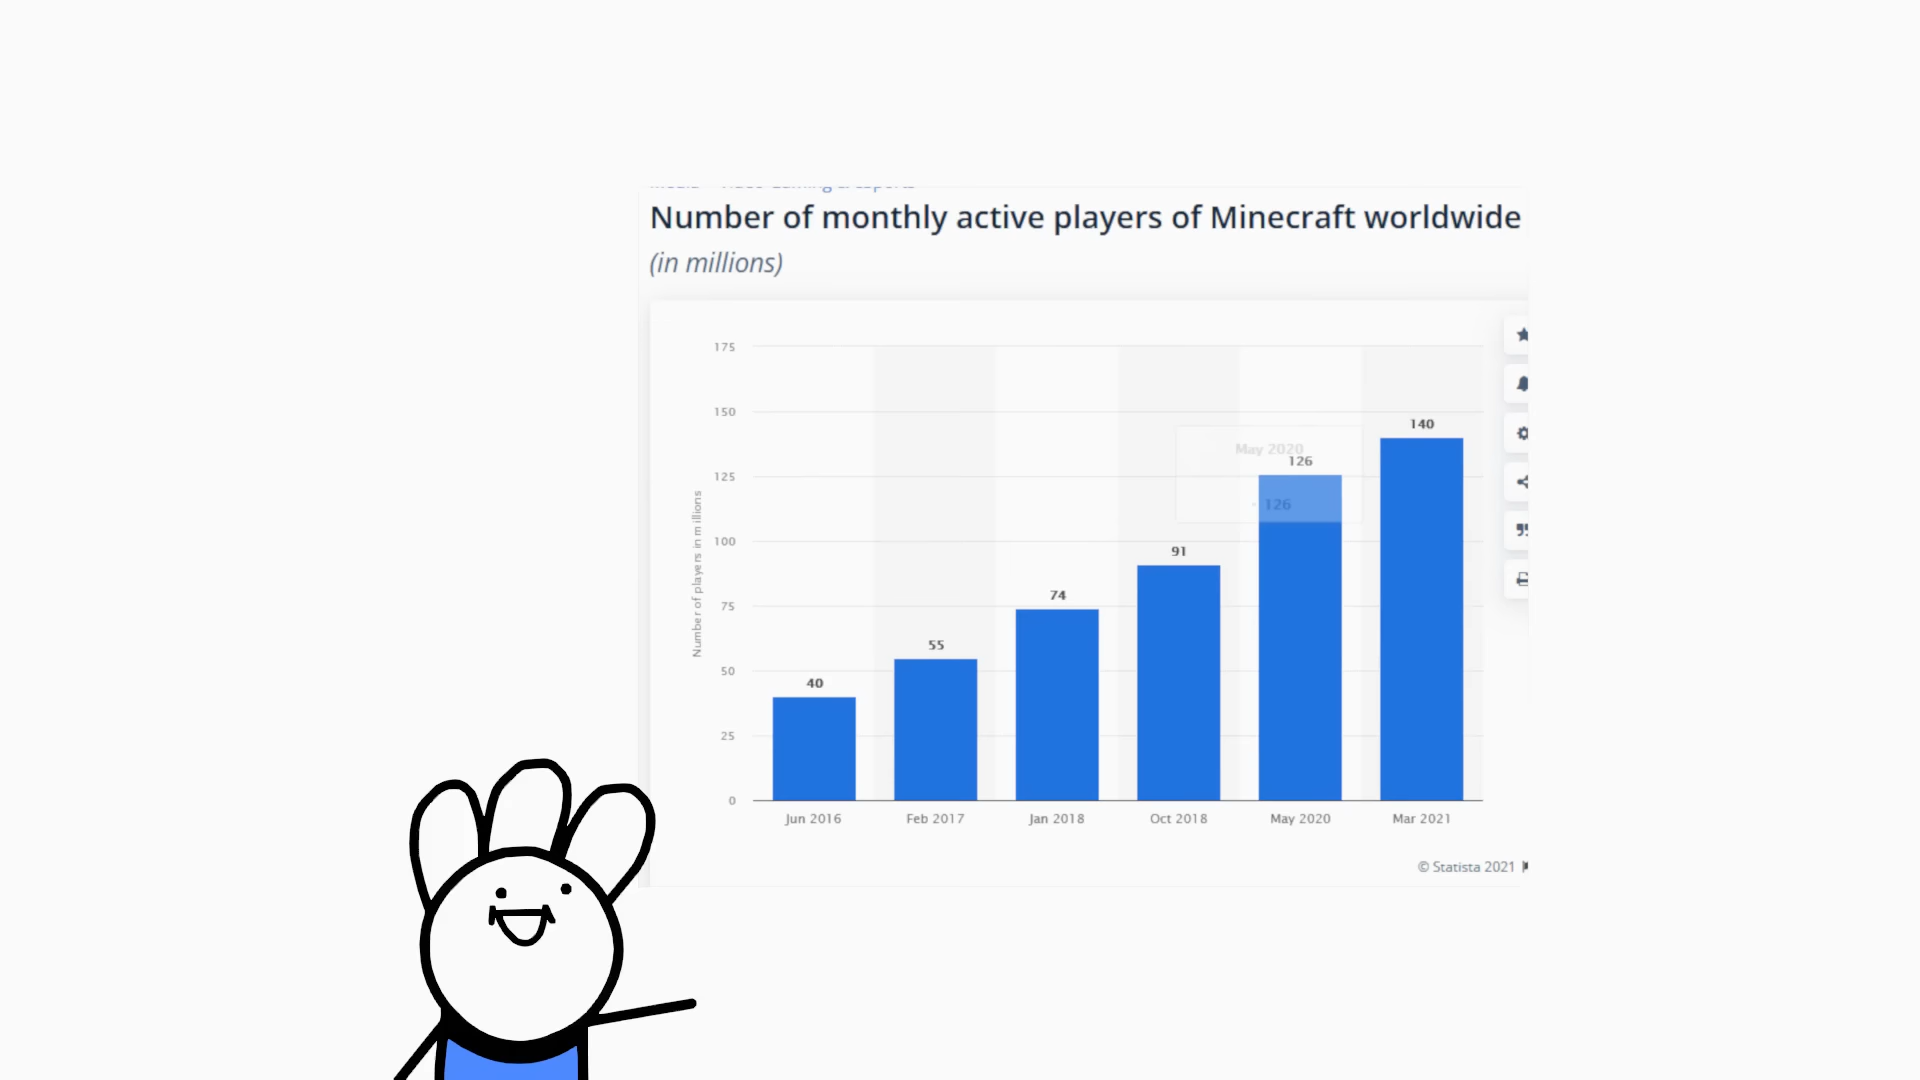 Number of monthly active players of Minecraft worldwide
(in millions)
175
150
125
100
75
50
25
0
Number of players in millions
40
55
74
91
May 2020
126
126
140
Jun 2016
Feb 2017
Jan 2018
Oct 2018
May 2020
Mar 2021
© Statista 2021